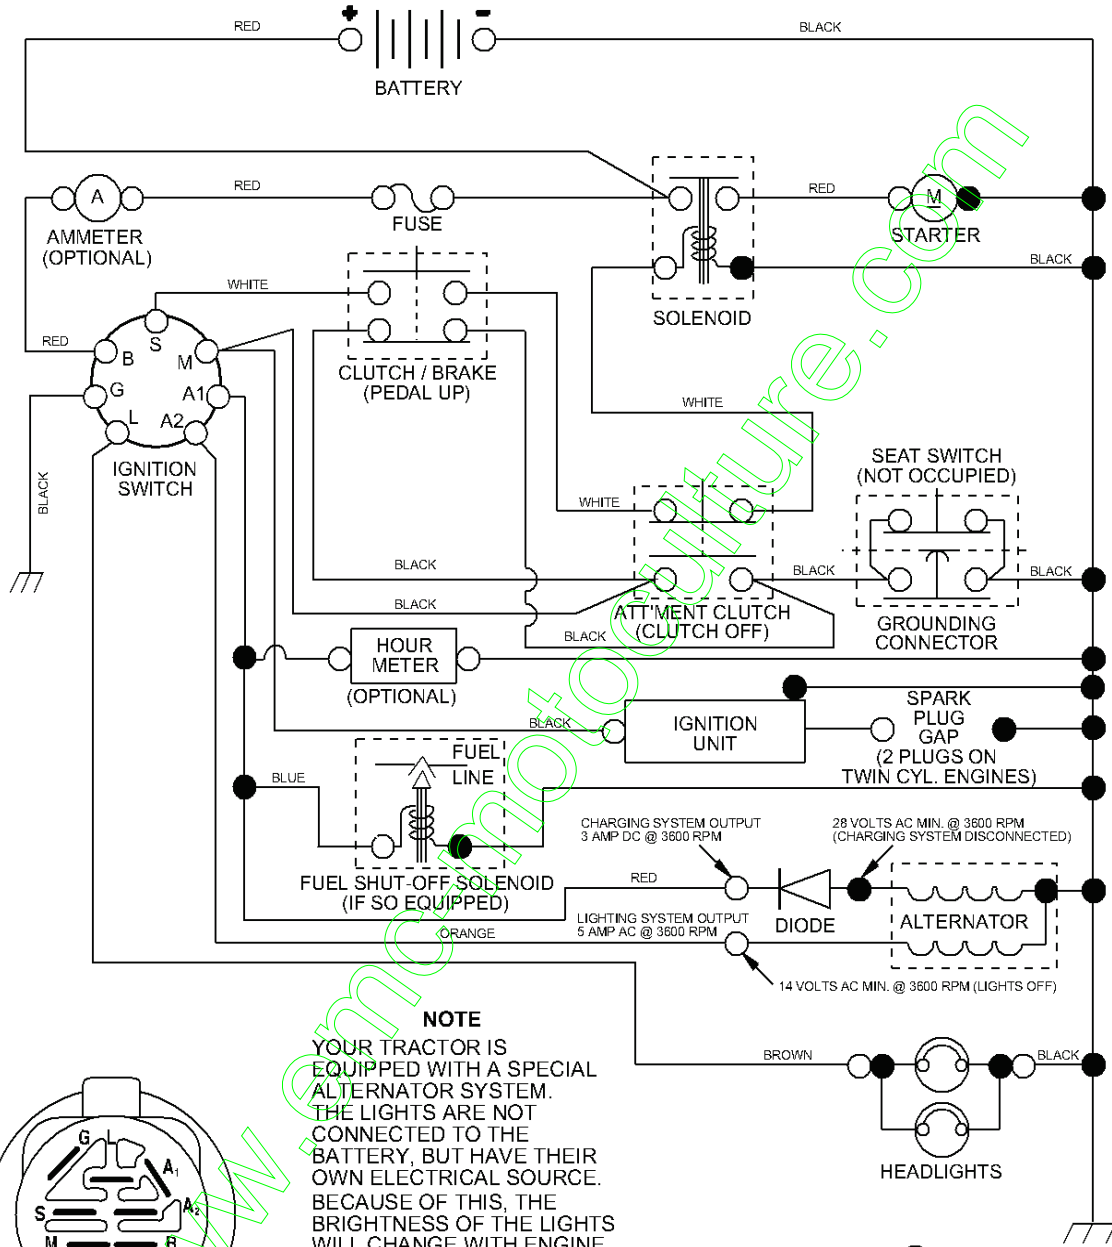 + -
RED
BLACK
BATTERY
A
RED
FUSE
RED
M
STARTER
AMMETER
(OPTIONAL)
BLACK
WHITE
SOLENOID
RED
S
B
M
G
A1
L
A2
CLUTCH / BRAKE
(PEDAL UP)
WHITE
IGNITION
SWITCH
BLACK
SEAT SWITCH
(NOT OCCUPIED)
WHITE
BLACK
BLACK
BLACK
BLACK
ATT'MENT CLUTCH
(CLUTCH OFF)
GROUNDING
CONNECTOR
BLACK
HOUR
METER
(OPTIONAL)
BLACK
IGNITION
UNIT
SPARK
PLUG
GAP
(2 PLUGS ON
TWIN CYL. ENGINES)
FUEL
LINE
BLUE
CHARGING SYSTEM OUTPUT
3 AMP DC @ 3600 RPM
28 VOLTS AC MIN. @ 3600 RPM
(CHARGING SYSTEM DISCONNECTED)
FUEL SHUT-OFF SOLENOID
(IF SO EQUIPPED)
RED
DIODE
ALTERNATOR
LIGHTING SYSTEM OUTPUT
5 AMP AC @ 3600 RPM
ORANGE
14 VOLTS AC MIN. @ 3600 RPM (LIGHTS OFF)
NOTE
YOUR TRACTOR IS
EQUIPPED WITH A SPECIAL
ALTERNATOR SYSTEM.
THE LIGHTS ARE NOT
CONNECTED TO THE
BATTERY, BUT HAVE THEIR
OWN ELECTRICAL SOURCE.
BECAUSE OF THIS, THE
BRIGHTNESS OF THE LIGHTS
WILL CHANGE WITH ENGINE
BROWN
BLACK
HEADLIGHTS
G
L
A1
A2
S
M
B
w.emc-motoculture.com